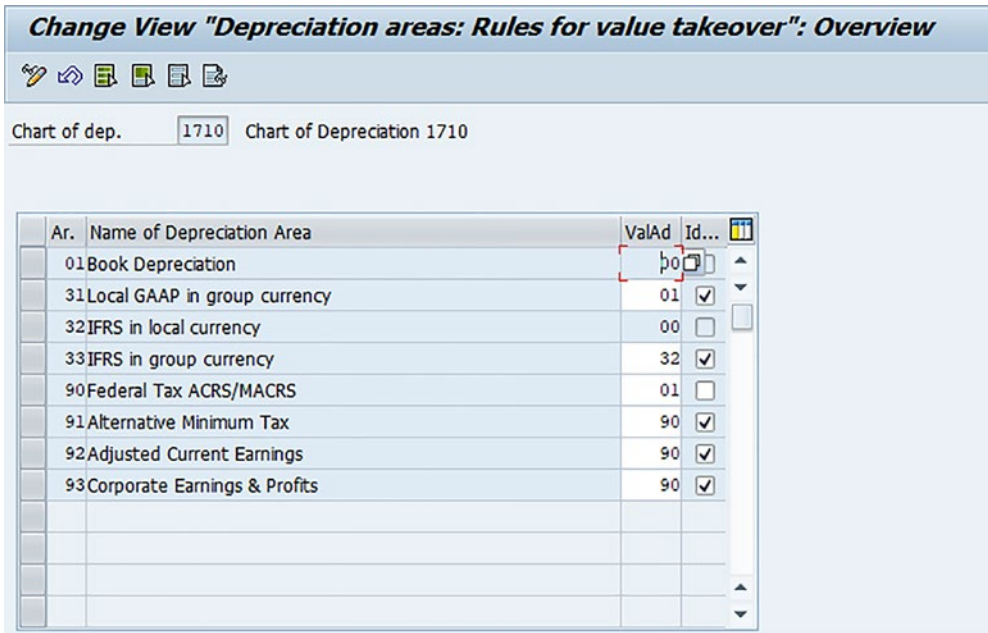 Change View "Depreciation areas: Rules for value takeover": Overview
Chart of dep. 1710 Chart of Depreciation 1710
Ar. Name of Depreciation Area ValAd Id...
01 Book Depreciation 00
31 Local GAAP in group currency 01
32 IFRS in local currency 00
33 IFRS in group currency 32
90 Federal Tax ACRS/MACRS 01
91 Alternative Minimum Tax 90
92 Adjusted Current Earnings 90
93 Corporate Earnings & Profits 90